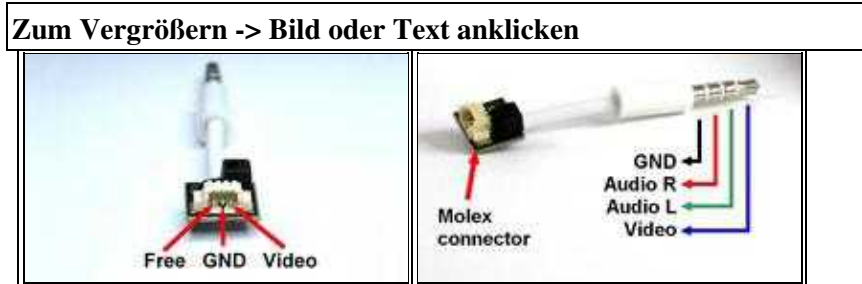 Zum Vergrößern -> Bild oder Text anklicken
Free GND Video
GND
Audio R
Audio L
Video
Molex
connector